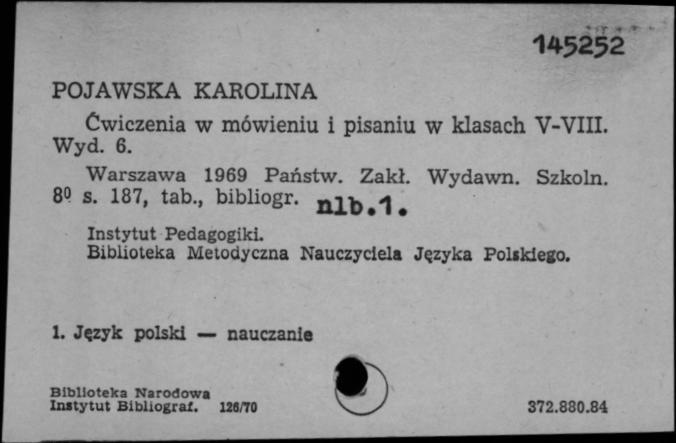 145252
POJAWSKA KAROLINA
Ćwiczenia w mówieniu i pisaniu w klasach V-VIII.
Wyd. 6.
Warszawa 1969 Państw. Zakł. Wydawn. Szkoln.
8⁰ s. 187, tab., bibliogr. nlb.1.
Instytut Pedagogiki.
Biblioteka Metodyczna Nauczyciela Języka Polskiego.
1. Język polski — nauczanie
Biblioteka Narodowa
Instytut Bibliograf. 126/70
372.880.84